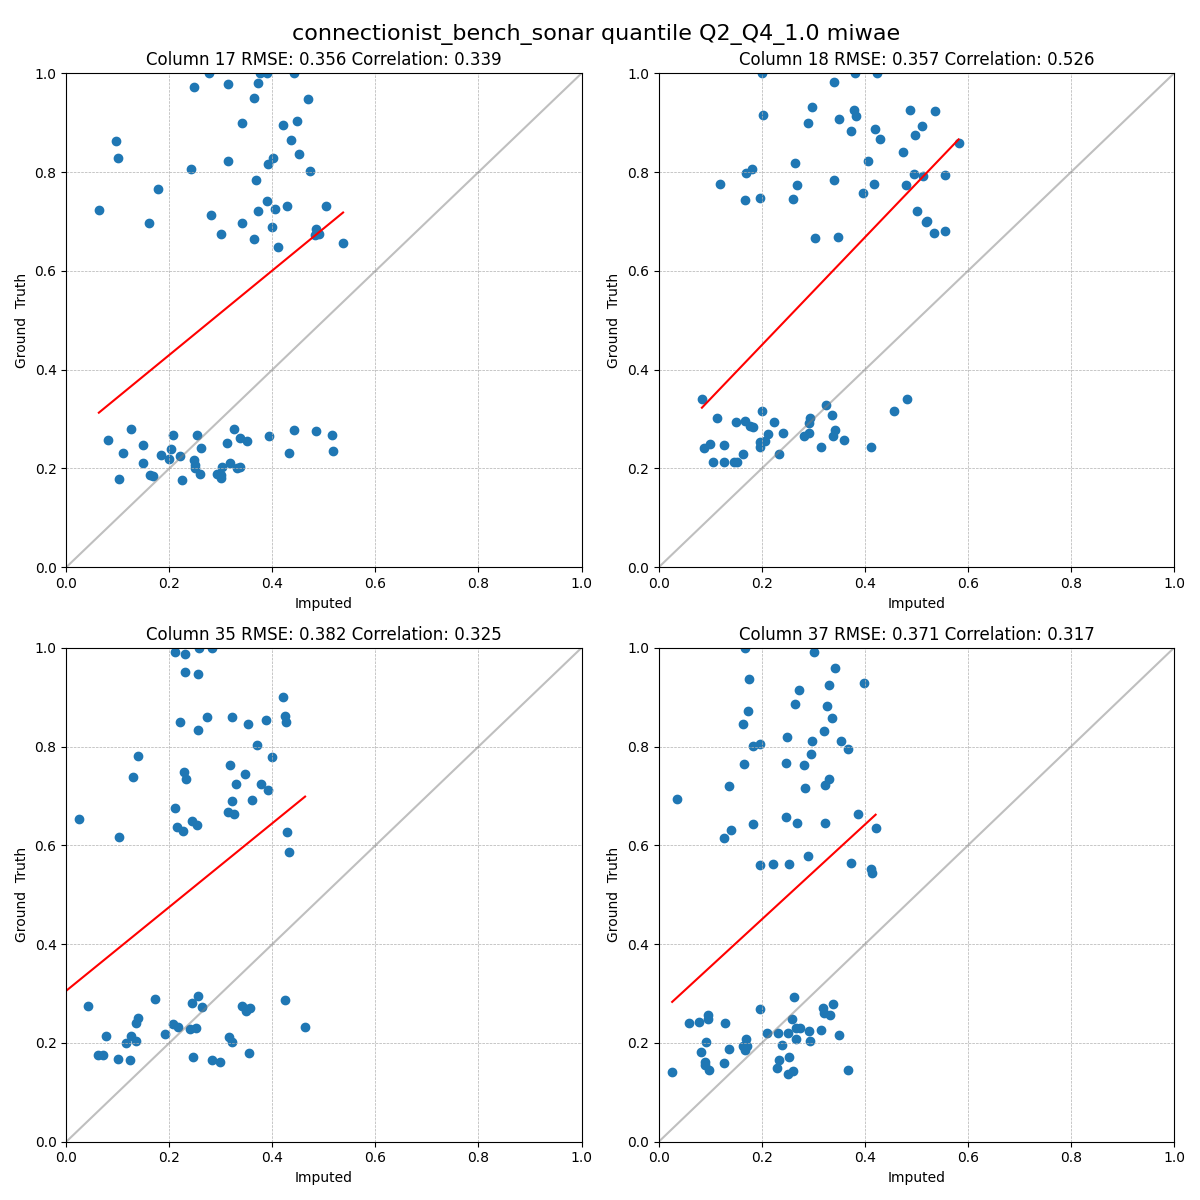 connectionist_bench_sonar quantile Q2_Q4_1.0 miwae
Column 17 RMSE: 0.356 Correlation: 0.339
1.0
0.8
0.6
0.4
0.2
0.0
Ground Truth
0.0 0.2 0.4 0.6 0.8 1.0
Imputed
Column 18 RMSE: 0.357 Correlation: 0.526
1.0
0.8
0.6
0.4
0.2
0.0
Ground Truth
0.0 0.2 0.4 0.6 0.8 1.0
Imputed
Column 35 RMSE: 0.382 Correlation: 0.325
1.0
0.8
0.6
0.4
0.2
0.0
Ground Truth
0.0 0.2 0.4 0.6 0.8 1.0
Imputed
Column 37 RMSE: 0.371 Correlation: 0.317
1.0
0.8
0.6
0.4
0.2
0.0
Ground Truth
0.0 0.2 0.4 0.6 0.8 1.0
Imputed